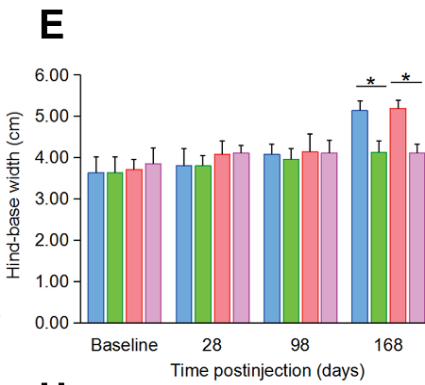 E
6.00
5.00
4.00
3.00
2.00
1.00
0.00
Hind-base width (cm)
* *
Baseline 28 98 168
Time postinjection (days)